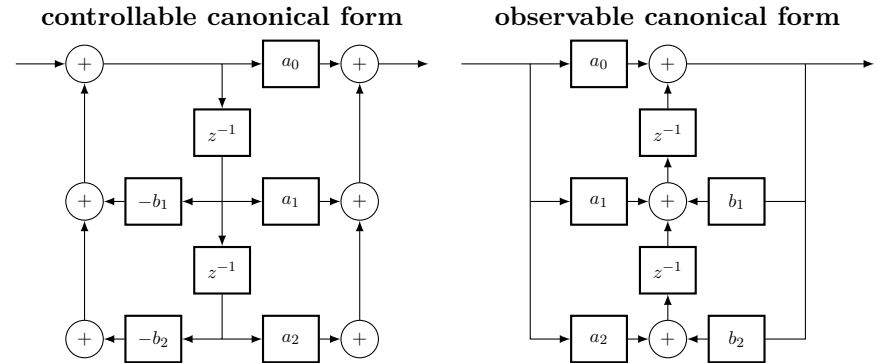 controllable canonical form observable canonical form
+ a₀ + a₀ +
z⁻¹ z⁻¹
+ −b₁ a₁ + a₁ + b₁
z⁻¹ z⁻¹
+ −b₂ a₂ + a₂ + b₂